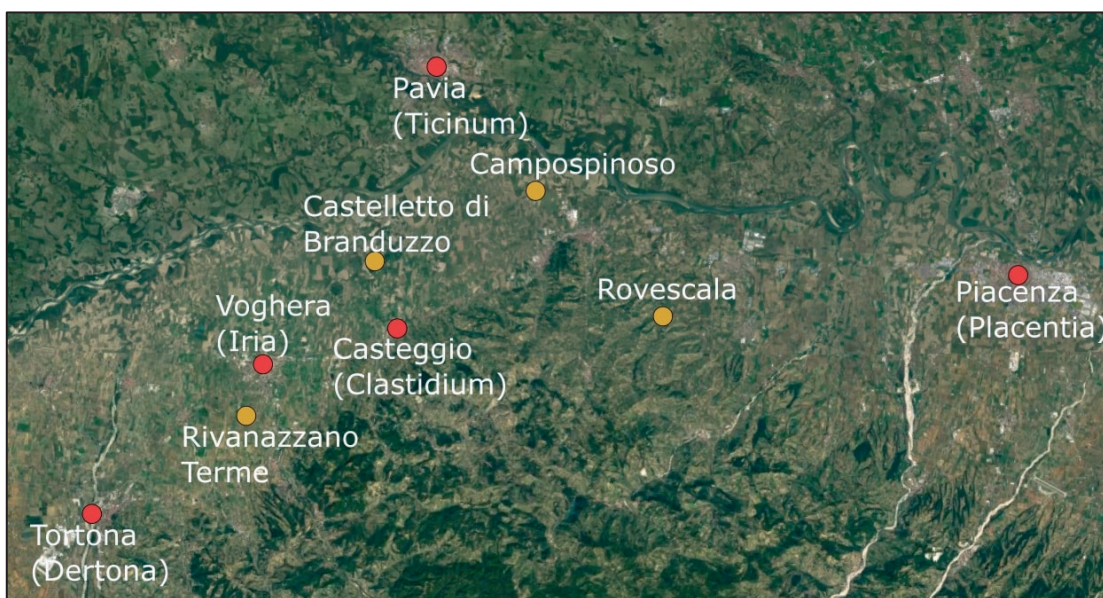 Pavia
(Ticinum)
Campospinoso
Castelletto di
Branduzzo
Rovescala
Voghera
(Iria)
Casteggio
(Clastidium)
Piacenza
(Placentia)
Rivanazzano
Terme
Tortona
(Dertona)